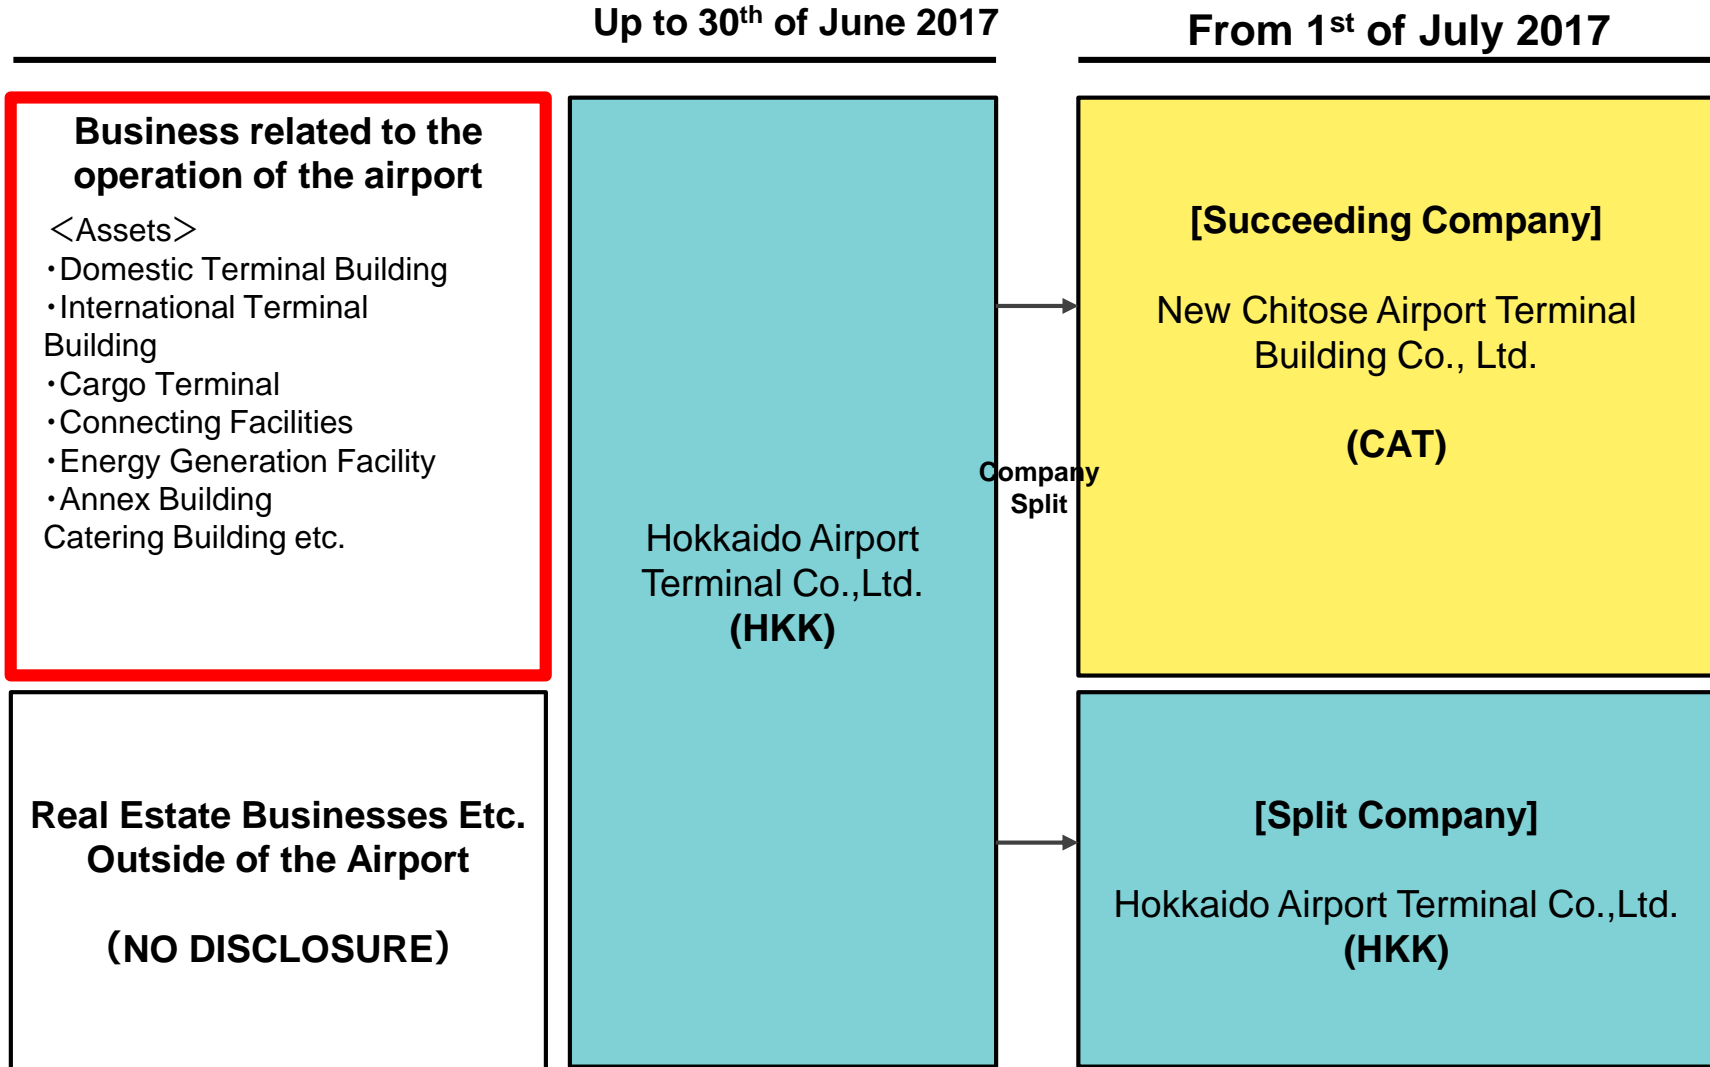 Up to 30th of June 2017
From 1st of July 2017
Business related to the
operation of the airport
＜Assets＞
・Domestic Terminal Building
・International Terminal
Building
・Cargo Terminal
・Connecting Facilities
・Energy Generation Facility
・Annex Building
Catering Building etc.
Real Estate Businesses Etc.
Outside of the Airport
（NO DISCLOSURE）
Hokkaido Airport
Terminal Co.,Ltd.
(HKK)
Company
Split
[Succeeding Company]
New Chitose Airport Terminal
Building Co., Ltd.
(CAT)
[Split Company]
Hokkaido Airport Terminal Co.,Ltd.
(HKK)